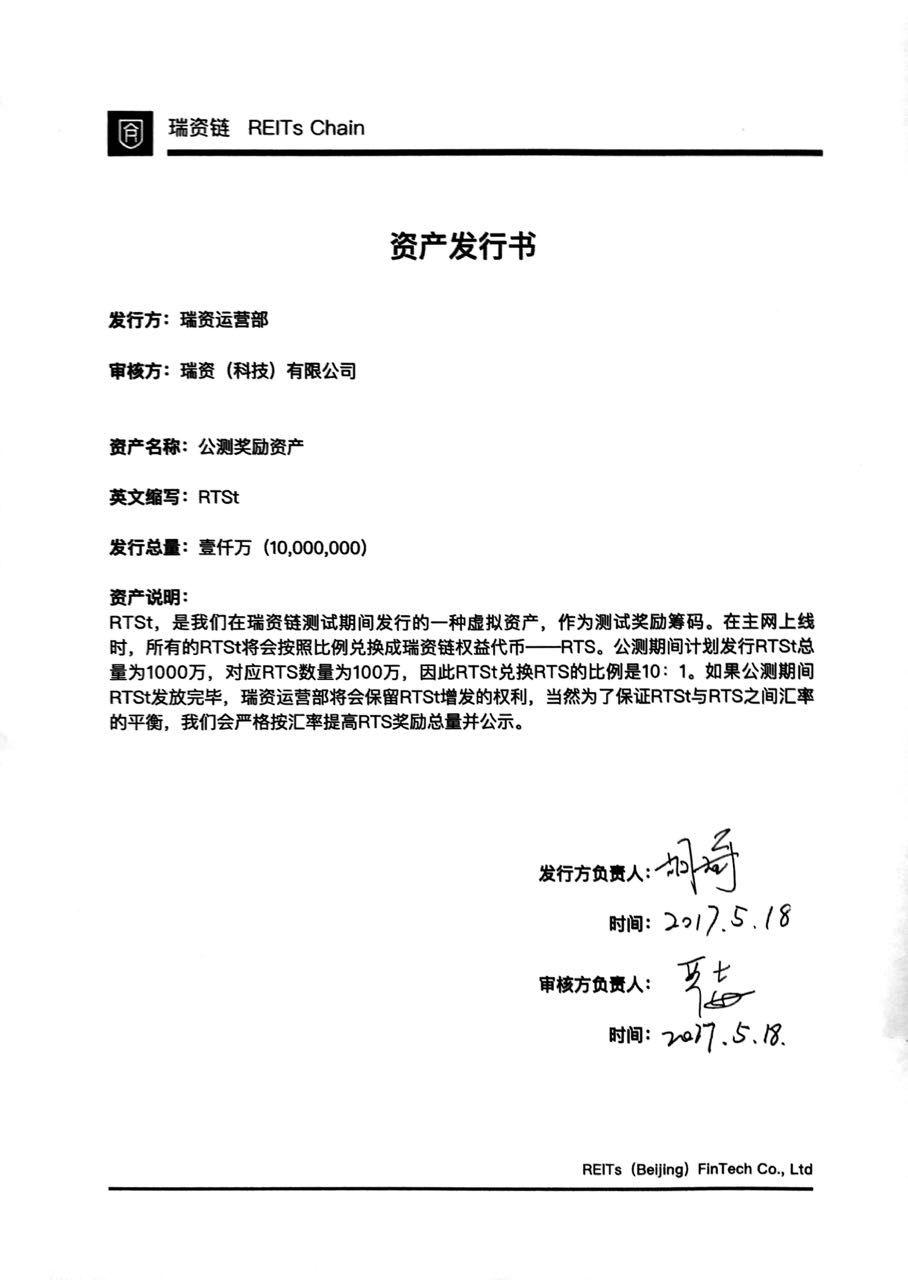 瑞资链 REITs Chain
资产发行书
发行方：瑞资运营部
审核方：瑞资（科技）有限公司
资产名称：公测奖励资产
英文缩写：RTSt
发行总量：壹仟万（10,000,000）
资产说明：
RTSt，是我们在瑞资链测试期间发行的一种虚拟资产，作为测试奖励筹码。在主网上线
时，所有的RTSt将会按照比例兑换成瑞资链权益代币——RTS。公测期间计划发行RTSt总
量为1000万，对应RTS数量为100万，因此RTSt兑换RTS的比例是10：1。如果公测期间
RTSt发放完毕，瑞资运营部将会保留RTSt增发的权利，当然为了保证RTSt与RTS之间汇率
的平衡，我们会严格按汇率提高RTS奖励总量并公示。
发行方负责人：
时间：2017.5.18
审核方负责人：
时间：2017.5.18.
REITs（Beijing）FinTech Co., Ltd